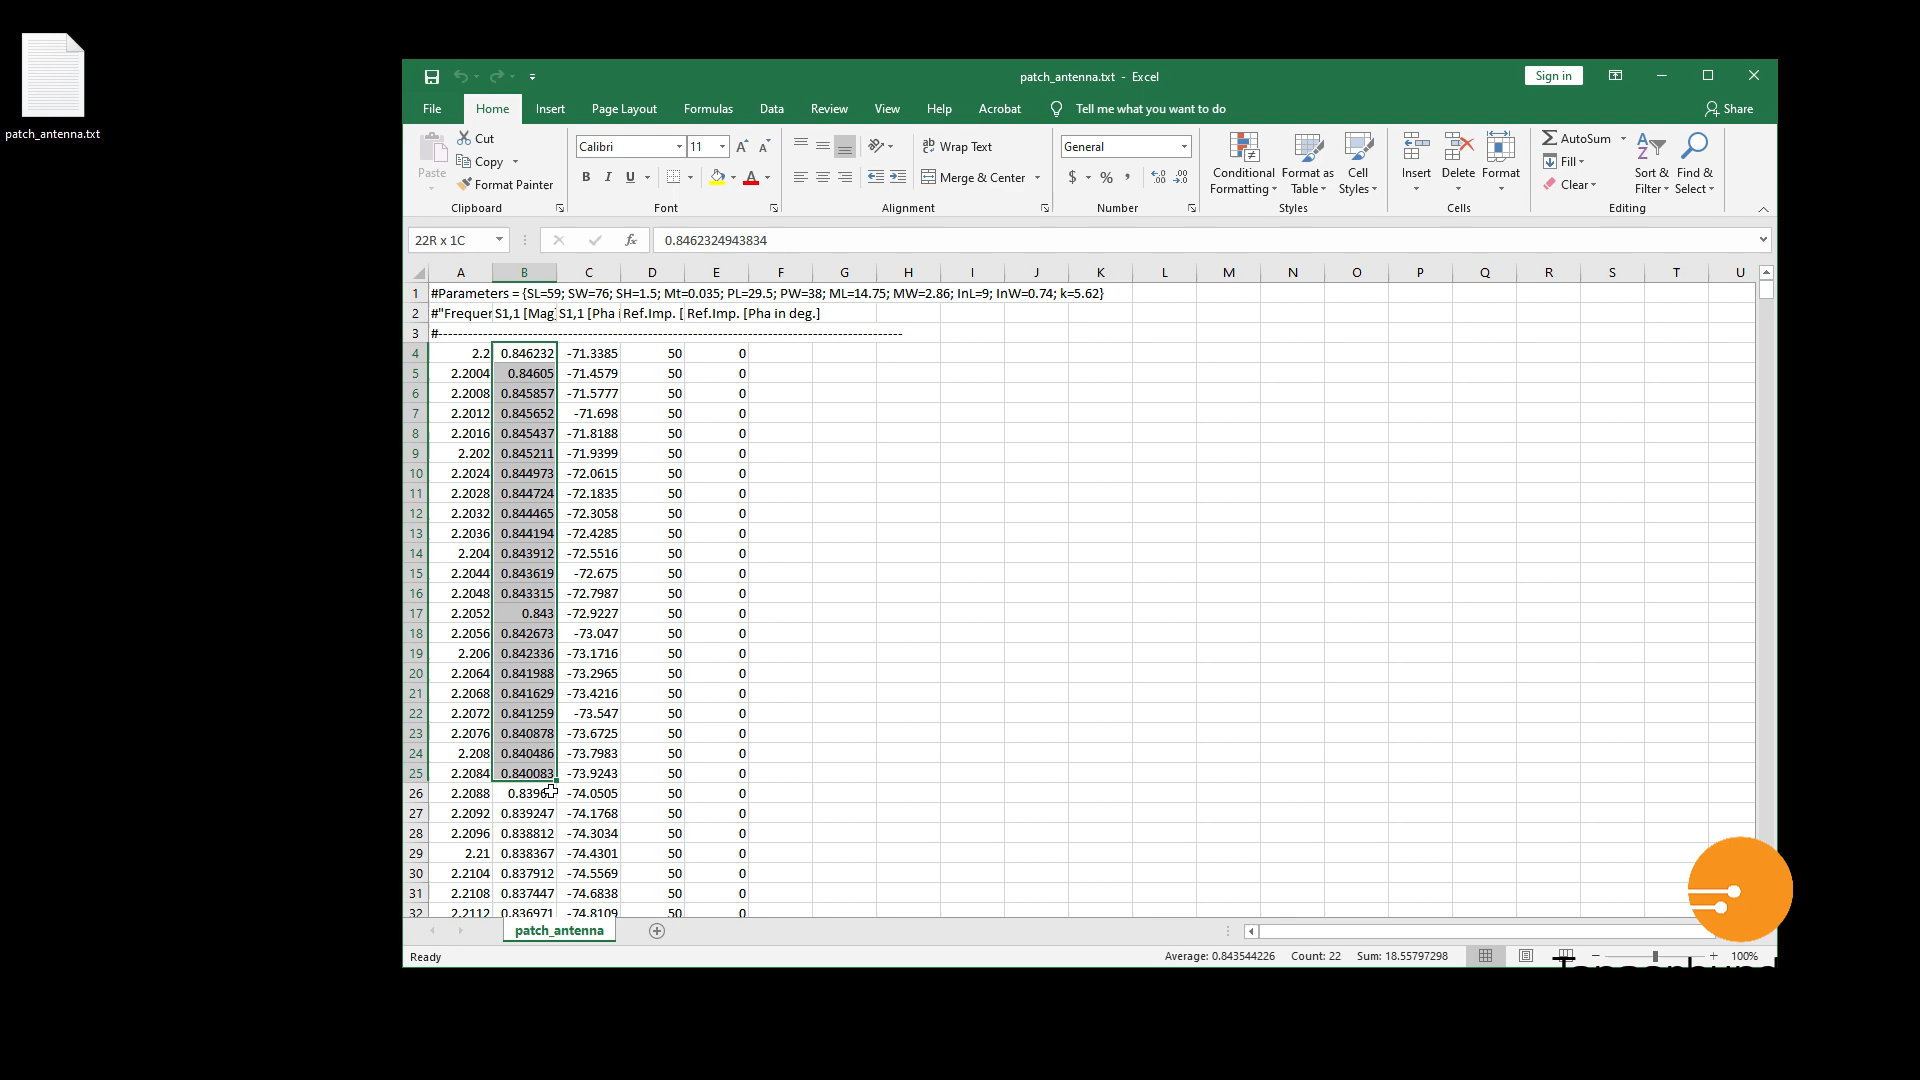 patch_antenna.txt
patch_antenna.txt - Excel
Sign in
File Home Insert Page Layout Formulas Data Review View Help Acrobat Tell me what you want to do Share
Paste Cut Copy Format Painter Clipboard
Calibri 11 B I U Font
Wrap Text Merge & Center Alignment
General $ % , Number
Conditional Formatting Format as Table Cell Styles Styles
Insert Delete Format Cells
AutoSum Fill Clear Sort & Filter Find & Select Editing
22R x 1C fx 0.8462324943834
A B C D E F G H I J K L M N O P Q R S T U
1 #Parameters = {SL=59; SW=76; SH=1.5; Mt=0.035; PL=29.5; PW=38; ML=14.75; MW=2.86; InL=9; InW=0.74; k=5.62}
2 #"Frequer S1,1 [Mag S1,1 [Pha i Ref.Imp. [ Ref.Imp. [Pha in deg.]
3 #----------------------------------------------------------------------------------------------
4 2.2 0.846232 -71.3385 50 0
5 2.2004 0.84605 -71.4579 50 0
6 2.2008 0.845857 -71.5777 50 0
7 2.2012 0.845652 -71.698 50 0
8 2.2016 0.845437 -71.8188 50 0
9 2.202 0.845211 -71.9399 50 0
10 2.2024 0.844973 -72.0615 50 0
11 2.2028 0.844724 -72.1835 50 0
12 2.2032 0.844465 -72.3058 50 0
13 2.2036 0.844194 -72.4285 50 0
14 2.204 0.843912 -72.5516 50 0
15 2.2044 0.843619 -72.675 50 0
16 2.2048 0.843315 -72.7987 50 0
17 2.2052 0.843 -72.9227 50 0
18 2.2056 0.842673 -73.047 50 0
19 2.206 0.842336 -73.1716 50 0
20 2.2064 0.841988 -73.2965 50 0
21 2.2068 0.841629 -73.4216 50 0
22 2.2072 0.841259 -73.547 50 0
23 2.2076 0.840878 -73.6725 50 0
24 2.208 0.840486 -73.7983 50 0
25 2.2084 0.840083 -73.9243 50 0
26 2.2088 -74.0505 50 0
27 2.2092 0.839247 -74.1768 50 0
28 2.2096 0.838812 -74.3034 50 0
29 2.21 0.838367 -74.4301 50 0
30 2.2104 0.837912 -74.5569 50 0
31 2.2108 0.837447 -74.6838 50 0
32 2.2112 0.836971 -74.8109 50 0
patch_antenna
Ready Average: 0.843544226 Count: 22 Sum: 18.55797298 100%